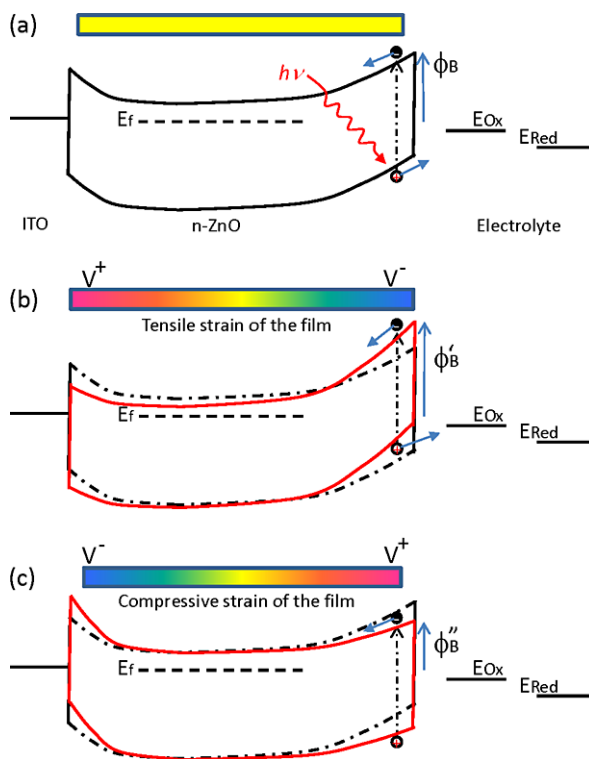 (a)
hν
ϕB
Ef
EOx
ERed
ITO n-ZnO Electrolyte
V+ V-
(b)
Tensile strain of the film
ϕ'B
Ef
EOx
ERed
V- V+
(c)
Compressive strain of the film
ϕ''B
Ef
EOx
ERed